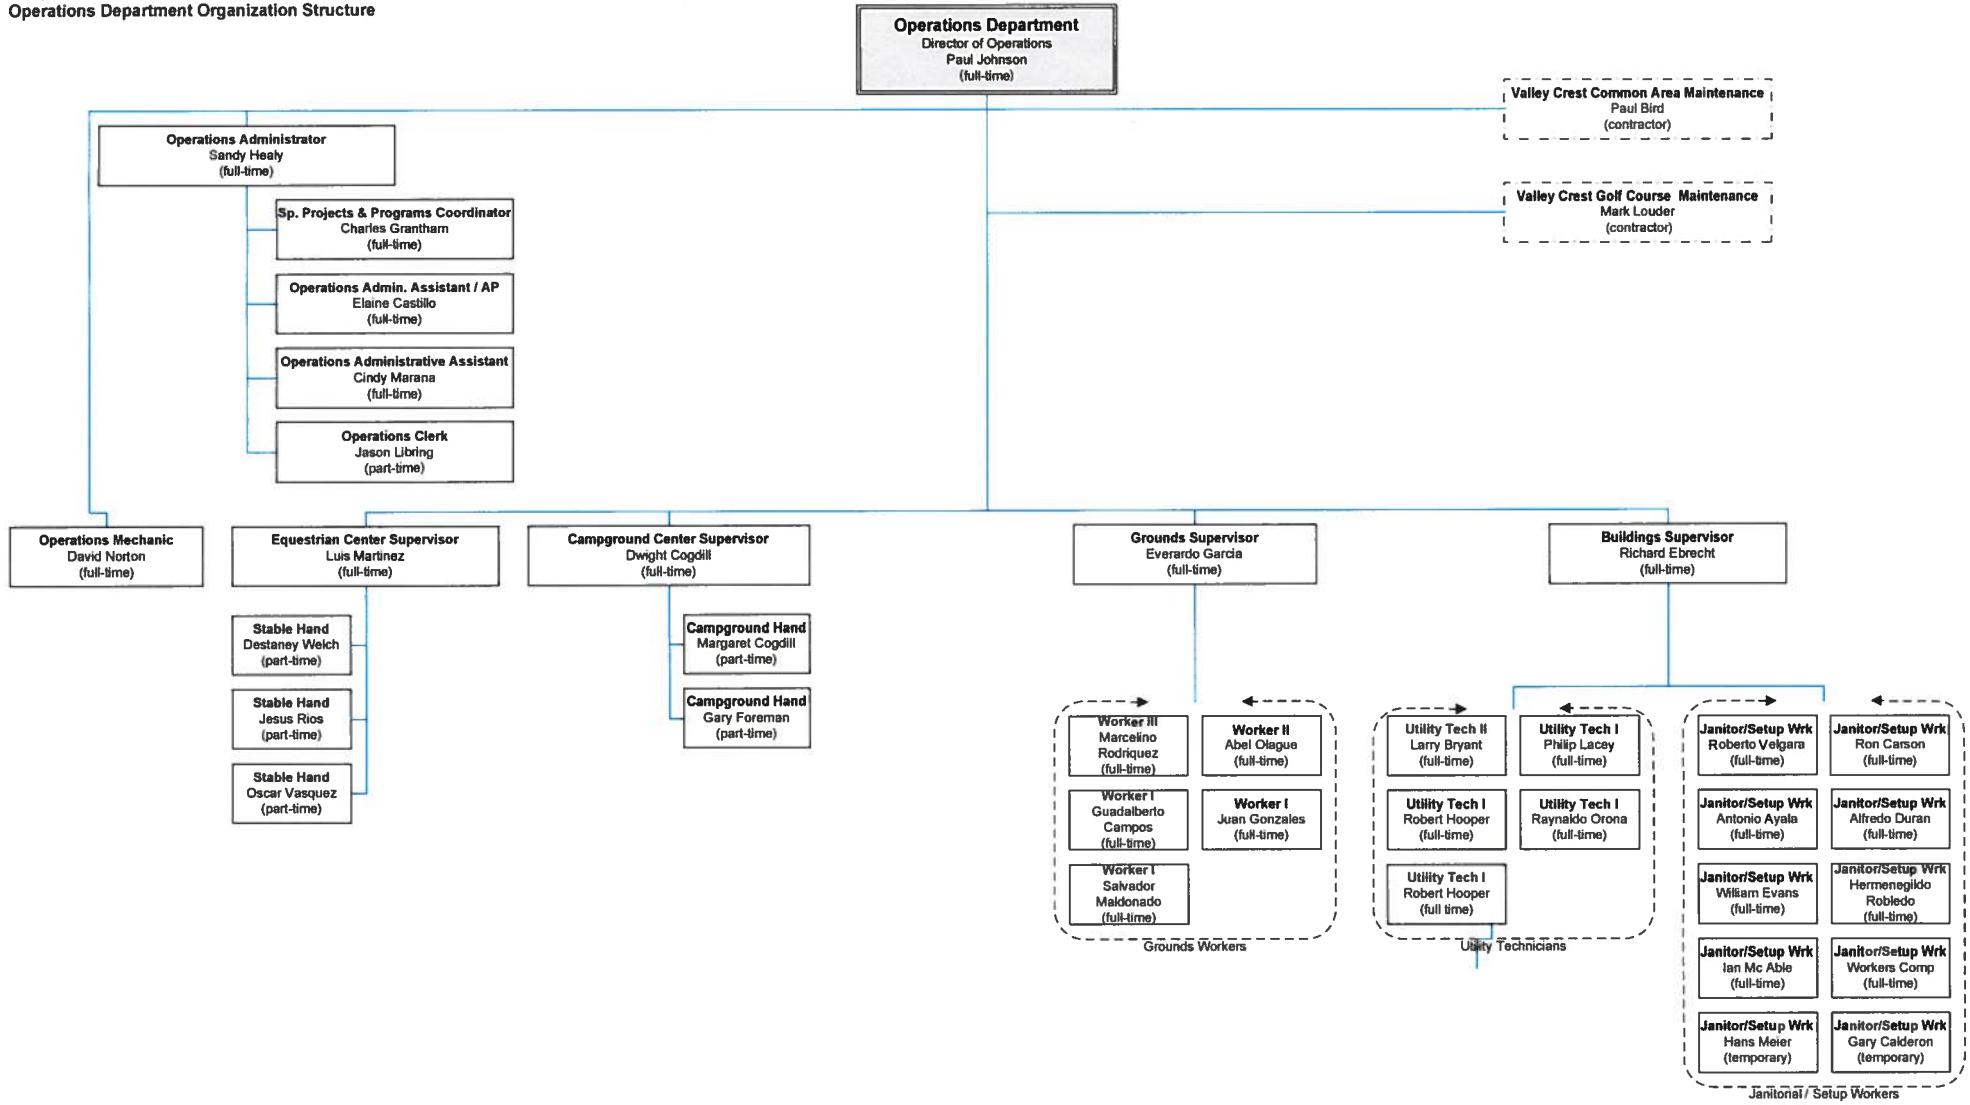 Operations Department Organization Structure
Operations Department
Director of Operations
Paul Johnson
(full-time)
Valley Crest Common Area Maintenance
Paul Bird
(contractor)
Operations Administrator
Sandy Healy
(full-time)
Valley Crest Golf Course Maintenance
Mark Louder
(contractor)
Sp. Projects & Programs Coordinator
Charles Grantham
(full-time)
Operations Admin. Assistant / AP
Elaine Castillo
(full-time)
Operations Administrative Assistant
Cindy Marana
(full-time)
Operations Clerk
Jason Libring
(part-time)
Operations Mechanic
David Norton
(full-time)
Equestrian Center Supervisor
Luis Martinez
(full-time)
Campground Center Supervisor
Dwight Cogdill
(full-time)
Grounds Supervisor
Everardo Garcia
(full-time)
Buildings Supervisor
Richard Ebrecht
(full-time)
Stable Hand
Destaney Welch
(part-time)
Stable Hand
Jesus Rios
(part-time)
Stable Hand
Oscar Vasquez
(part-time)
Campground Hand
Margaret Cogdill
(part-time)
Campground Hand
Gary Foreman
(part-time)
Worker III
Marcelino
Rodriquez
(full-time)
Worker II
Abel Olague
(full-time)
Worker I
Guadalberto
Campos
(full-time)
Worker I
Juan Gonzales
(full-time)
Worker I
Salvador
Maldonado
(full-time)
Grounds Workers
Utility Tech II
Larry Bryant
(full-time)
Utility Tech I
Philip Lacey
(full-time)
Utility Tech I
Robert Hooper
(full-time)
Utility Tech I
Raynaldo Orona
(full-time)
Utility Tech I
Robert Hooper
(full time)
Utility Technicians
Janitor/Setup Wrk
Roberto Velgara
(full-time)
Janitor/Setup Wrk
Ron Carson
(full-time)
Janitor/Setup Wrk
Antonio Ayala
(full-time)
Janitor/Setup Wrk
Alfredo Duran
(full-time)
Janitor/Setup Wrk
William Evans
(full-time)
Janitor/Setup Wrk
Hermenegildo
Robledo
(full-time)
Janitor/Setup Wrk
Ian Mc Able
(full-time)
Janitor/Setup Wrk
Workers Comp
(full-time)
Janitor/Setup Wrk
Hans Meier
(temporary)
Janitor/Setup Wrk
Gary Calderon
(temporary)
Janitorial / Setup Workers